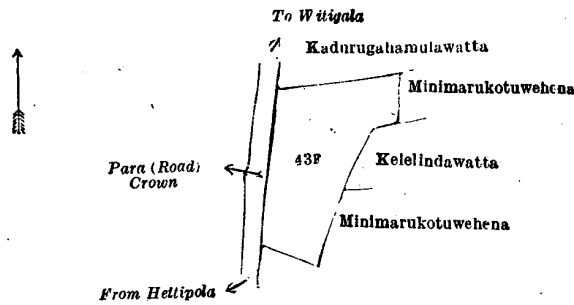 To Witigala
Kadurugahamulawatta
Minimarukotuwehena
43F
Para (Road)
Crown
Kelelindawatta
Minimarukotuwehena
From Hettipola